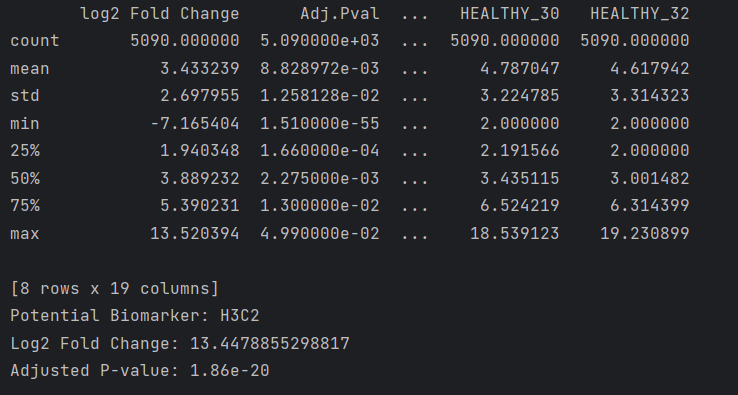 log2 Fold Change Adj.Pval ... HEALTHY_30 HEALTHY_32
count 5090.000000 5.090000e+03 ... 5090.000000 5090.000000
mean 3.433239 8.828972e-03 ... 4.787047 4.617942
std 2.697955 1.258128e-02 ... 3.224785 3.314323
min -7.165404 1.510000e-55 ... 2.000000 2.000000
25% 1.940348 1.660000e-04 ... 2.191566 2.000000
50% 3.889232 2.275000e-03 ... 3.435115 3.001482
75% 5.390231 1.300000e-02 ... 6.524219 6.314399
max 13.520394 4.990000e-02 ... 18.539123 19.230899
[8 rows x 19 columns]
Potential Biomarker: H3C2
Log2 Fold Change: 13.4478855298817
Adjusted P-value: 1.86e-20